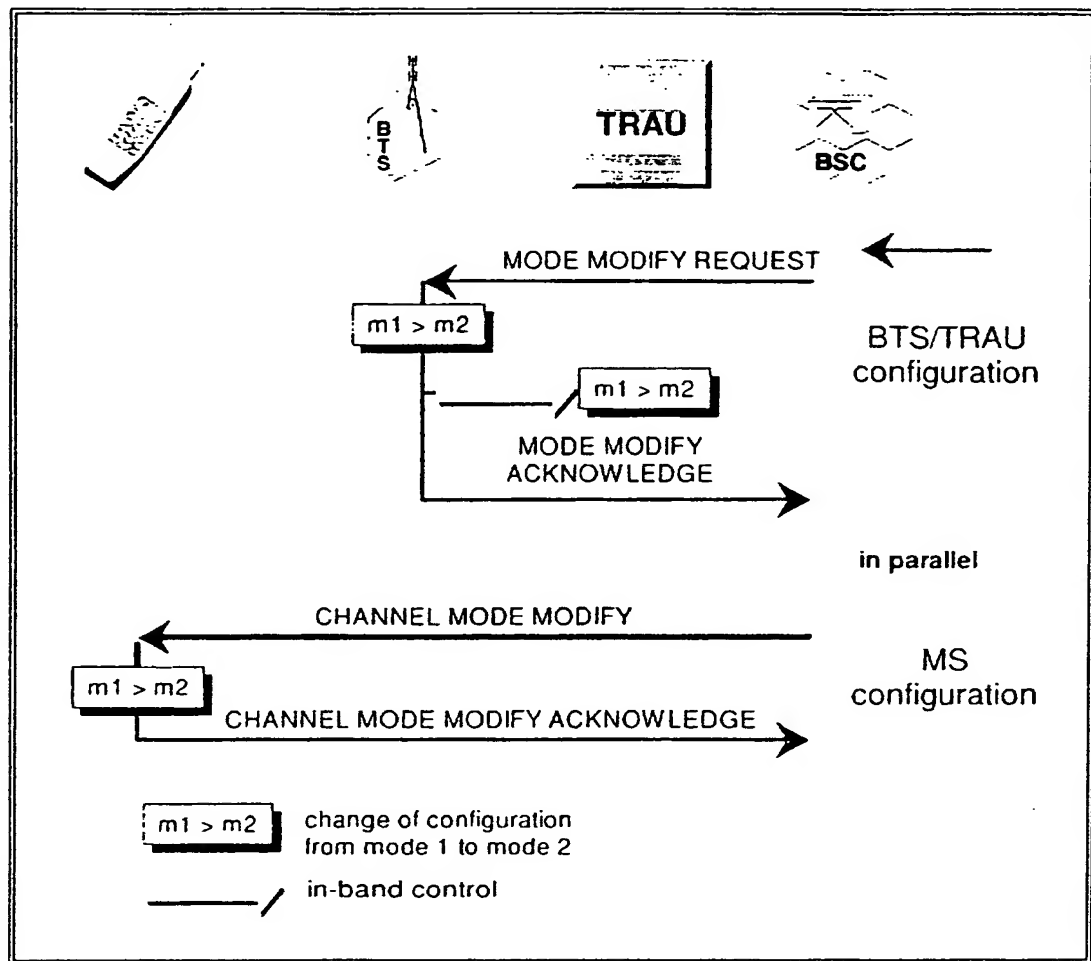 BTS
TRAU
BSC
MODE MODIFY REQUEST
m1 > m2
BTS/TRAU
configuration
m1 > m2
MODE MODIFY
ACKNOWLEDGE
in parallel
CHANNEL MODE MODIFY
m1 > m2
MS
configuration
CHANNEL MODE MODIFY ACKNOWLEDGE
m1 > m2
change of configuration
from mode 1 to mode 2
in-band control